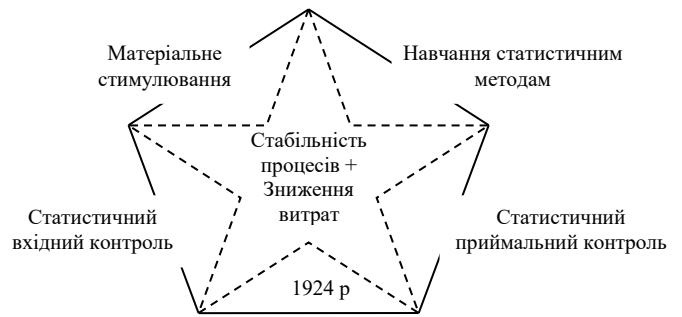 Матеріальне
стимулювання
Навчання статистичним
методам
Стабільність
процесів +
Зниження
витрат
Статистичний
вхідний контроль
Статистичний
приймальний контроль
1924 р